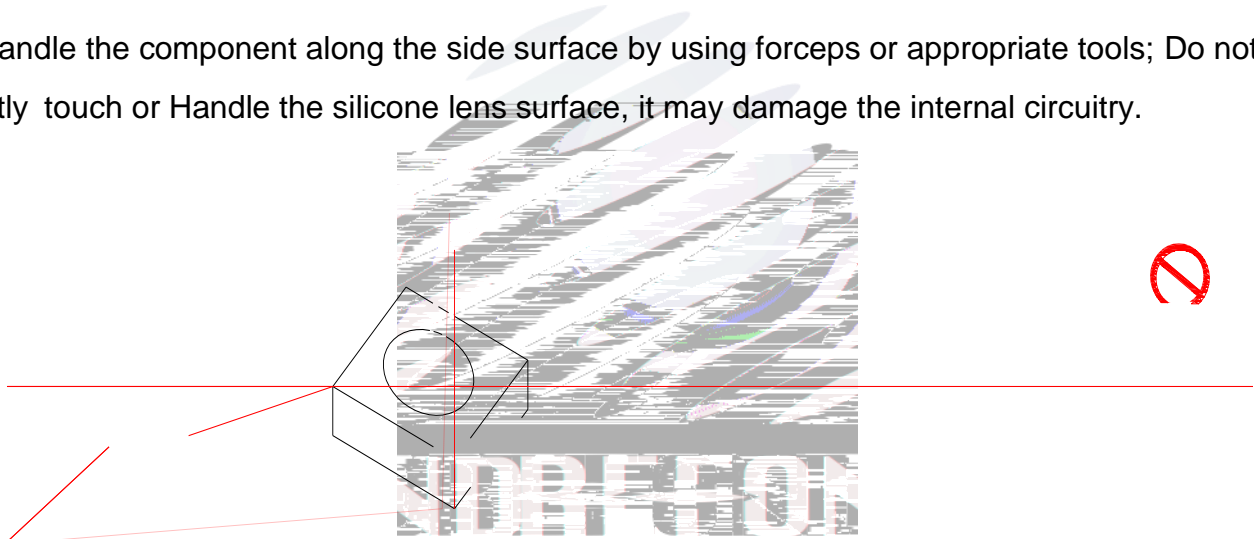 andle the component along the side surface by using forceps or appropriate tools; Do not
tly touch or Handle the silicone lens surface, it may damage the internal circuitry.